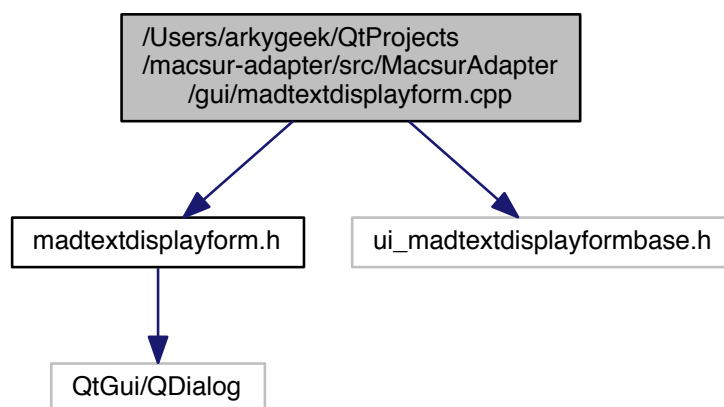 /Users/arkygeek/QtProjects
/macsur-adapter/src/MacsurAdapter
/gui/madtextdisplayform.cpp
madtextdisplayform.h
ui_madtextdisplayformbase.h
QtGui/QDialog